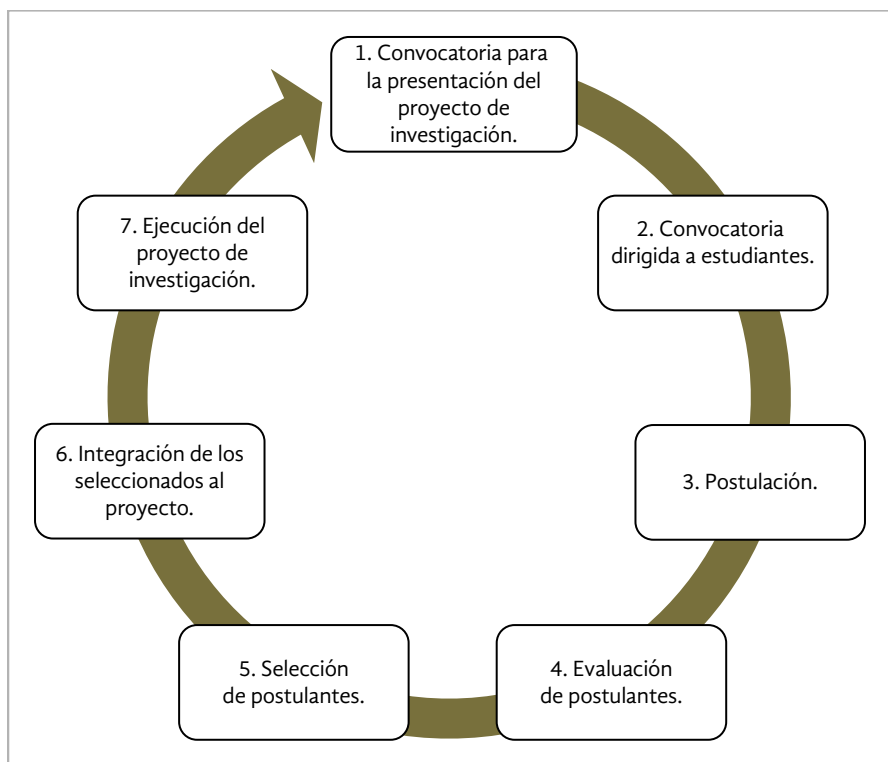 1. Convocatoria para
la presentación del
proyecto de
investigación.
2. Convocatoria
dirigida a estudiantes.
3. Postulación.
4. Evaluación
de postulantes.
5. Selección
de postulantes.
6. Integración de los
seleccionados al
proyecto.
7. Ejecución del
proyecto de
investigación.